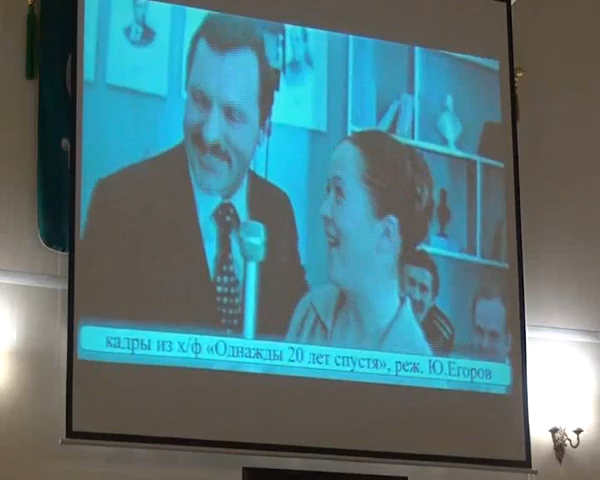 кадры из х/ф «Однажды 20 лет спустя», реж. Ю.Егоров